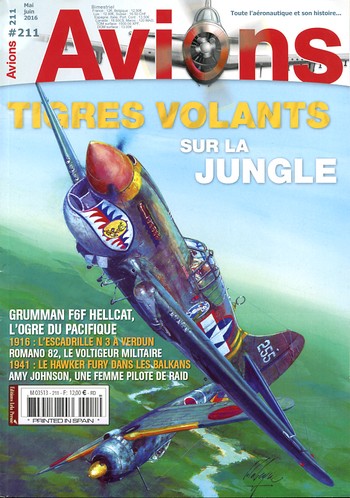 211
Avions
Mai
Juin
2016
#211
Bimestriel
Toute l'aéronautique et son histoire...
Avions
TIGRES VOLANTS
SUR LA
JUNGLE
255
GRUMMAN F6F HELLCAT,
L'OGRE DU PACIFIQUE
1916 : L'ESCADRILLE N 3 À VERDUN
ROMANO 82, LE VOLTIGEUR MILITAIRE
1941 : LE HAWKER FURY DANS LES BALKANS
AMY JOHNSON, UNE FEMME PILOTE DE RAID
PRINTED IN SPAIN